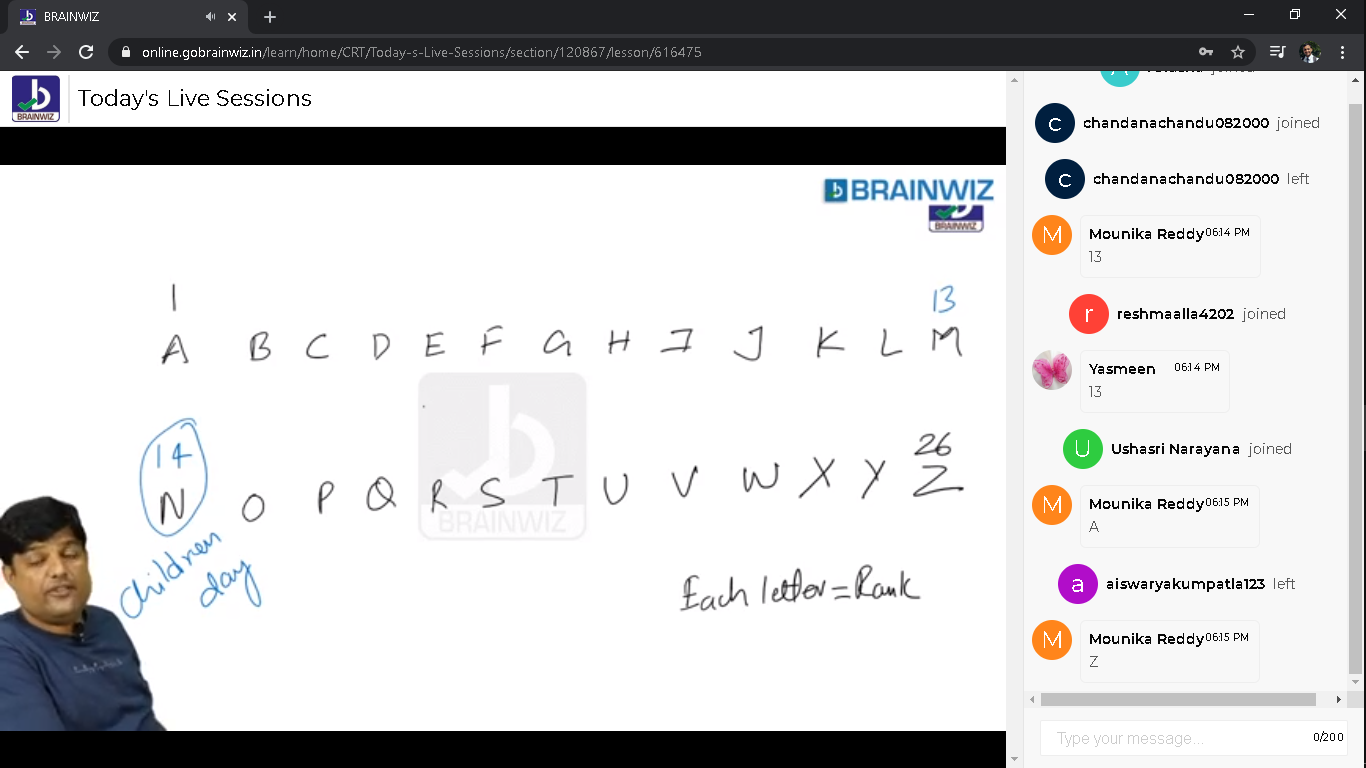 BRAINWIZ
online.gobrainwiz.in/learn/home/CRT/Today-s-Live-Sessions/section/120867/lesson/616475
BRAINWIZ
Today's Live Sessions
BRAINWIZ
BRAINWIZ
1 13
A B C D E F G H I J K L M
14 26
N O P Q R S T U V W X Y Z
BRAINWIZ
Children
day
Each letter = Rank
joined
C
chandanachandu082000 joined
C
chandanachandu082000 left
M
Mounika Reddy 06:14 PM
13
r
reshmaalla4202 joined
Yasmeen 06:14 PM
13
U
Ushasri Narayana joined
M
Mounika Reddy 06:15 PM
A
a
aiswaryakumpatla123 left
M
Mounika Reddy 06:15 PM
Z
Type your message... 0/200